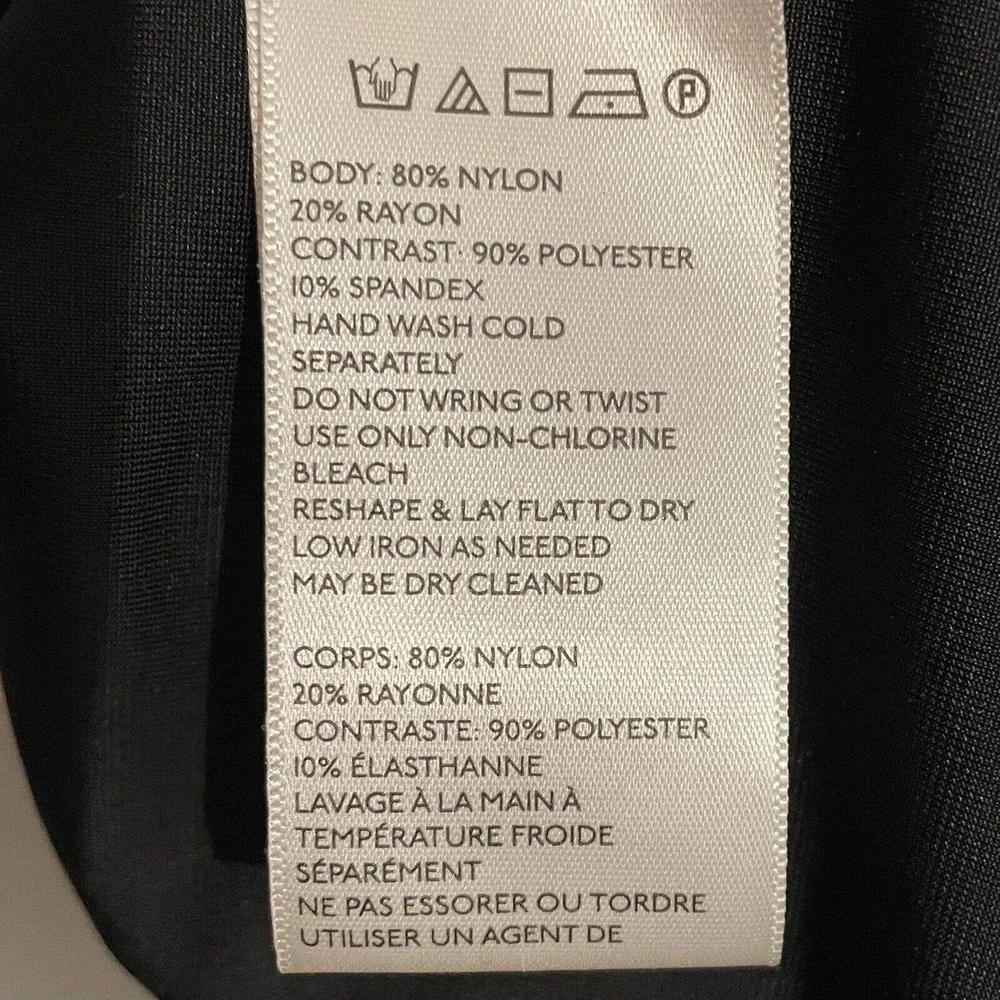 P
BODY: 80% NYLON
20% RAYON
CONTRAST: 90% POLYESTER
10% SPANDEX
HAND WASH COLD
SEPARATELY
DO NOT WRING OR TWIST
USE ONLY NON-CHLORINE
BLEACH
RESHAPE & LAY FLAT TO DRY
LOW IRON AS NEEDED
MAY BE DRY CLEANED
CORPS: 80% NYLON
20% RAYONNE
CONTRASTE: 90% POLYESTER
10% ÉLASTHANNE
LAVAGE À LA MAIN À
TEMPÉRATURE FROIDE
SÉPARÉMENT
NE PAS ESSORER OU TORDRE
UTILISER UN AGENT DE